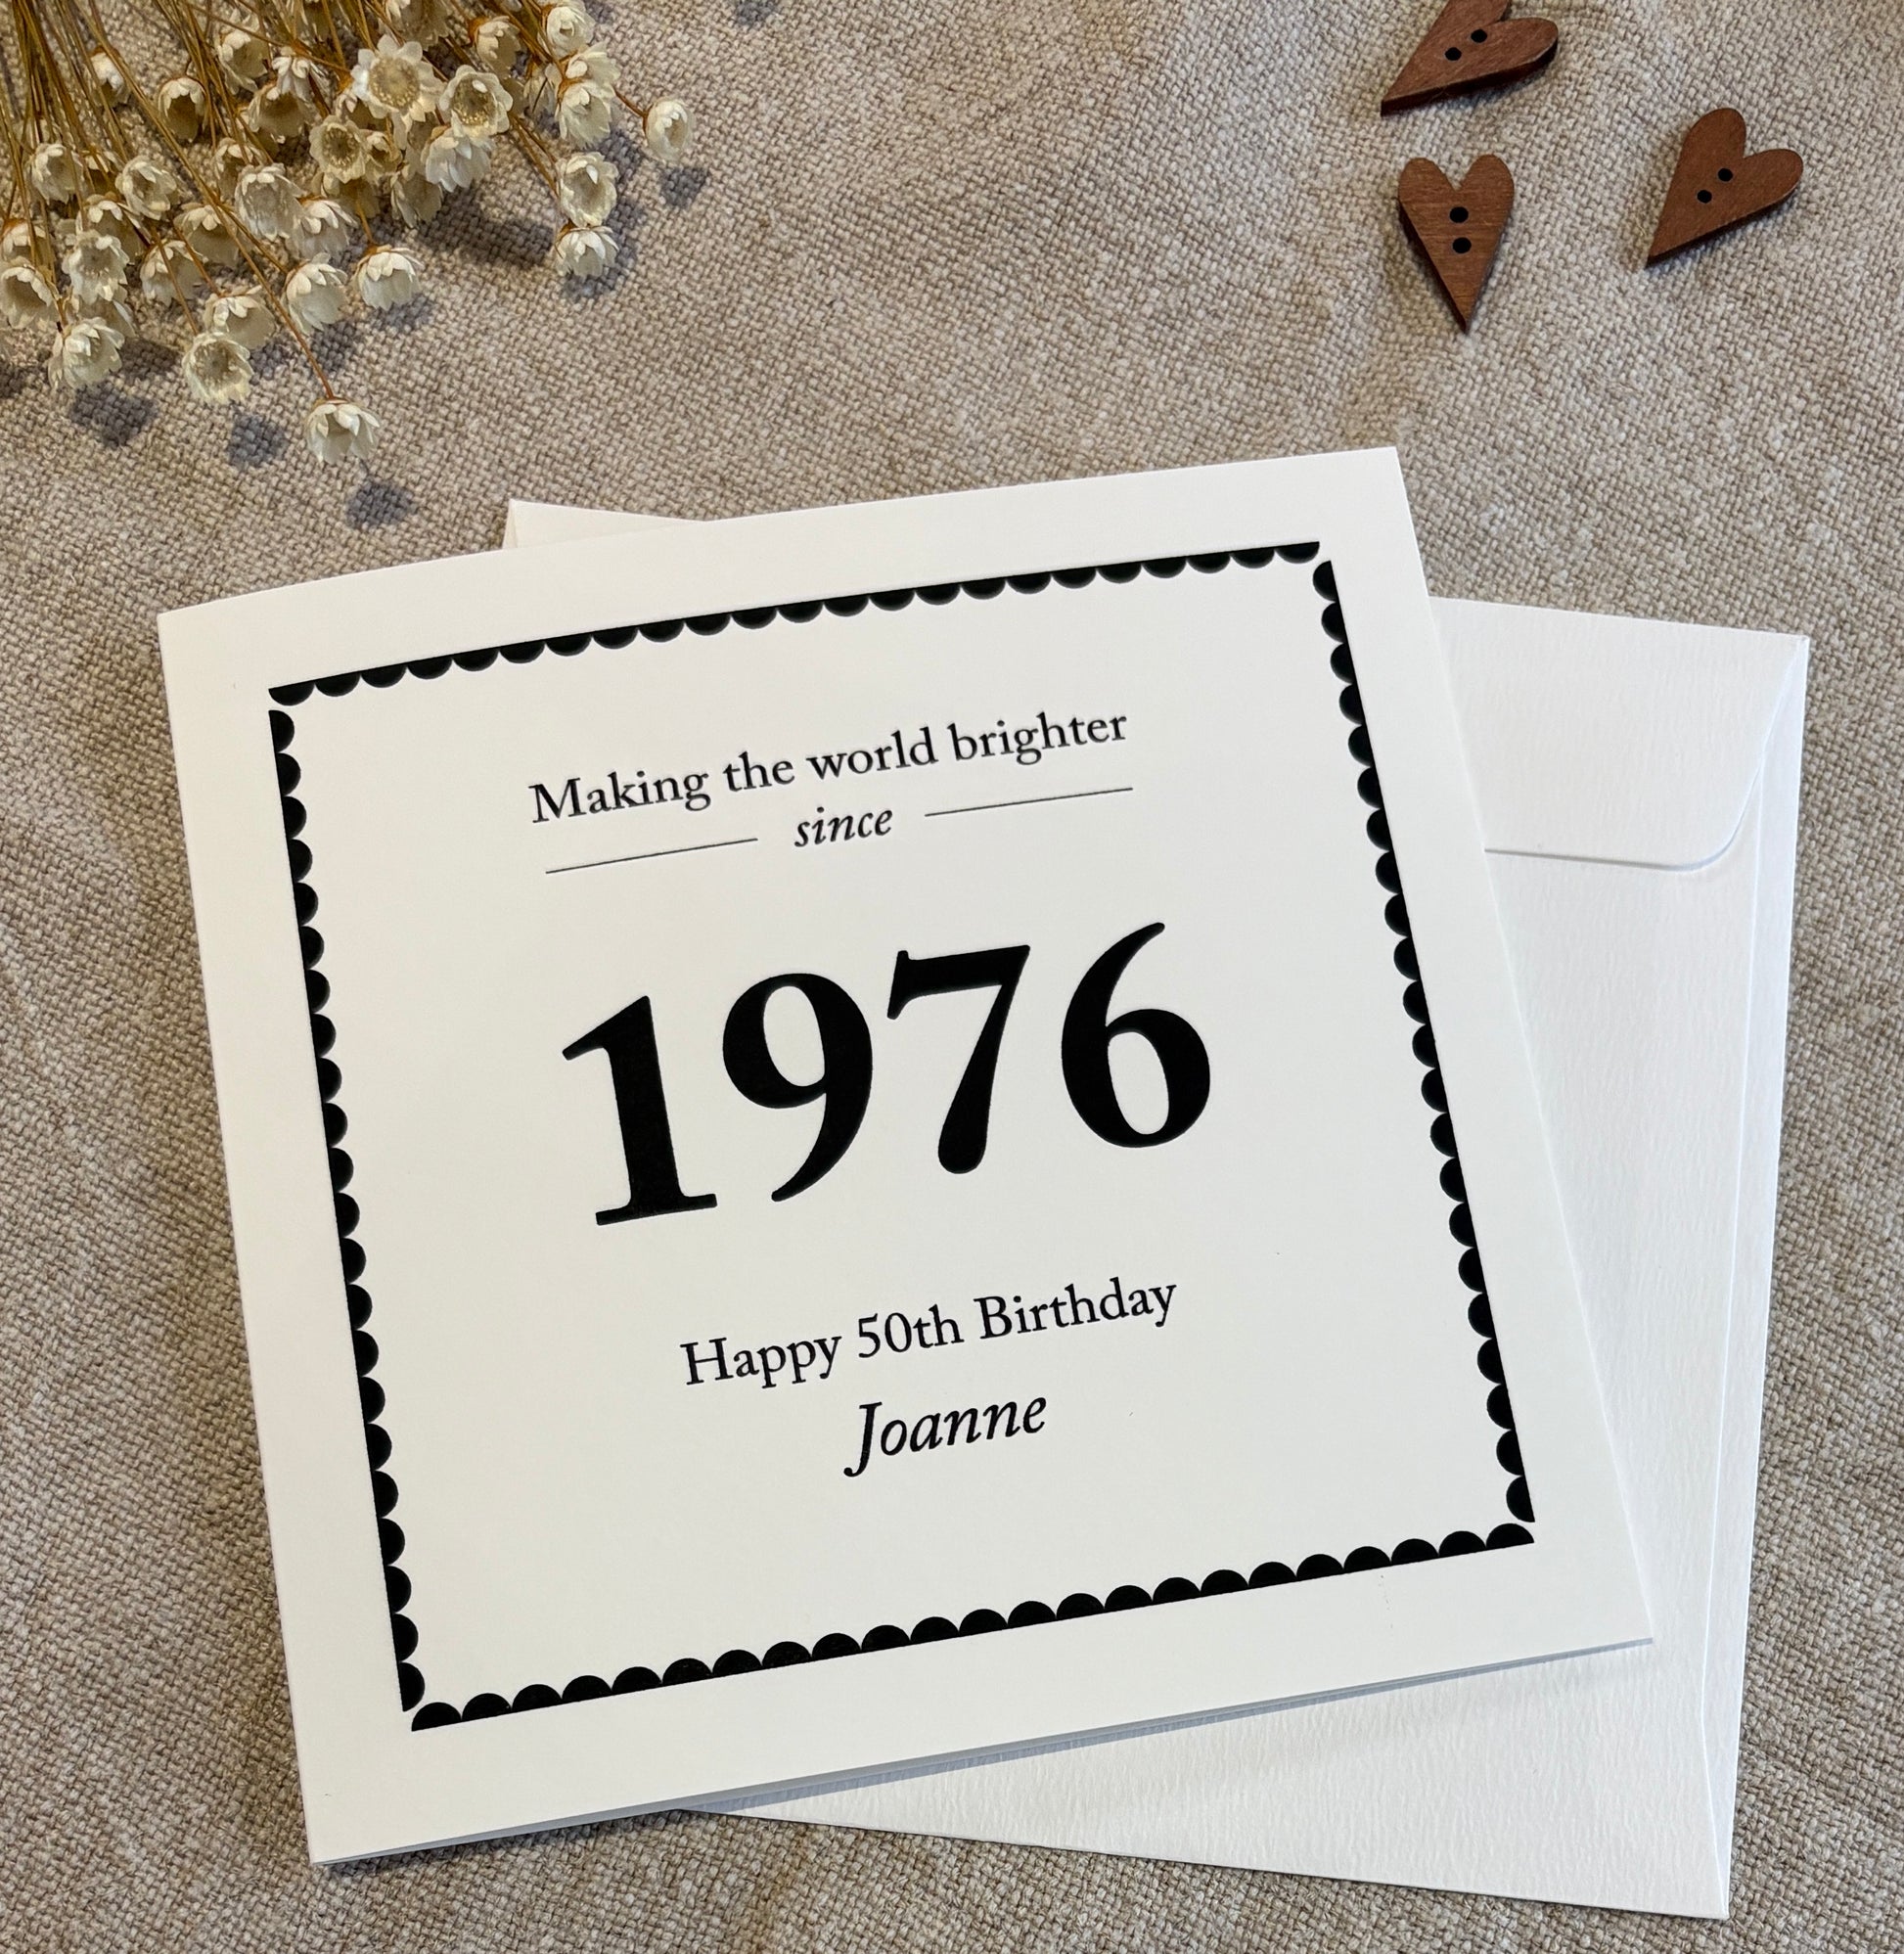 Making the world brighter
since
1976
Happy 50th Birthday
Joanne